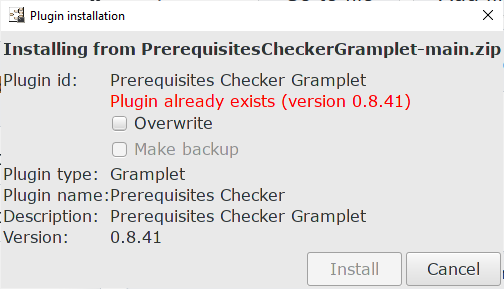 Plugin installation
Installing from PrerequisitesCheckerGramplet-main.zip
Plugin id: Prerequisites Checker Gramplet
Plugin already exists (version 0.8.41)
Overwrite
Make backup
Plugin type: Gramplet
Plugin name: Prerequisites Checker
Description: Prerequisites Checker Gramplet
Version: 0.8.41
Install Cancel